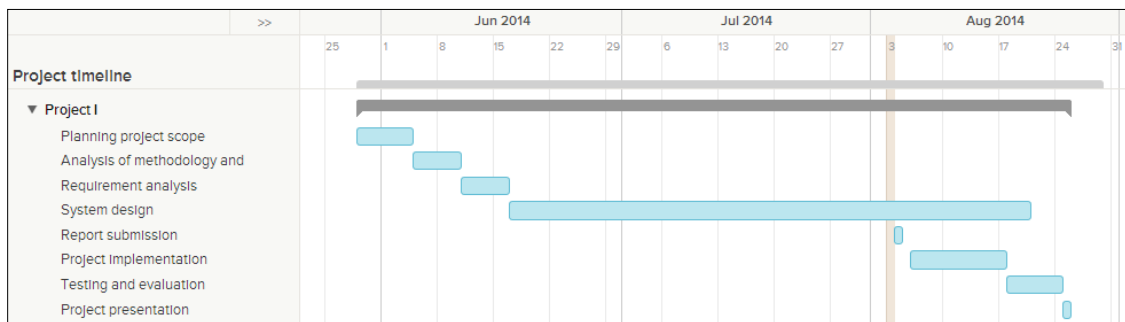 >> Jun 2014 Jul 2014 Aug 2014
25 1 8 15 22 29 6 13 20 27 3 10 17 24 31
Project timeline
Project I
Planning project scope
Analysis of methodology and
Requirement analysis
System design
Report submission
Project implementation
Testing and evaluation
Project presentation